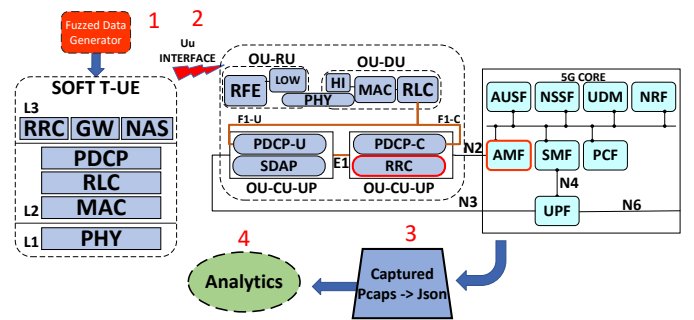 Fuzzed Data
Generator
1
2
Uu
INTERFACE
SOFT T-UE
L3
RRC GW NAS
PDCP
RLC
L2 MAC
L1 PHY
OU-RU
OU-DU
RFE LOW PHY HI MAC RLC
F1-U
F1-C
PDCP-U
SDAP
OU-CU-UP
E1
PDCP-C
RRC
OU-CU-UP
N2
N3
5G CORE
AUSF NSSF UDM NRF
AMF SMF PCF
N4
UPF
N6
4
Analytics
3
Captured
Pcaps -> Json